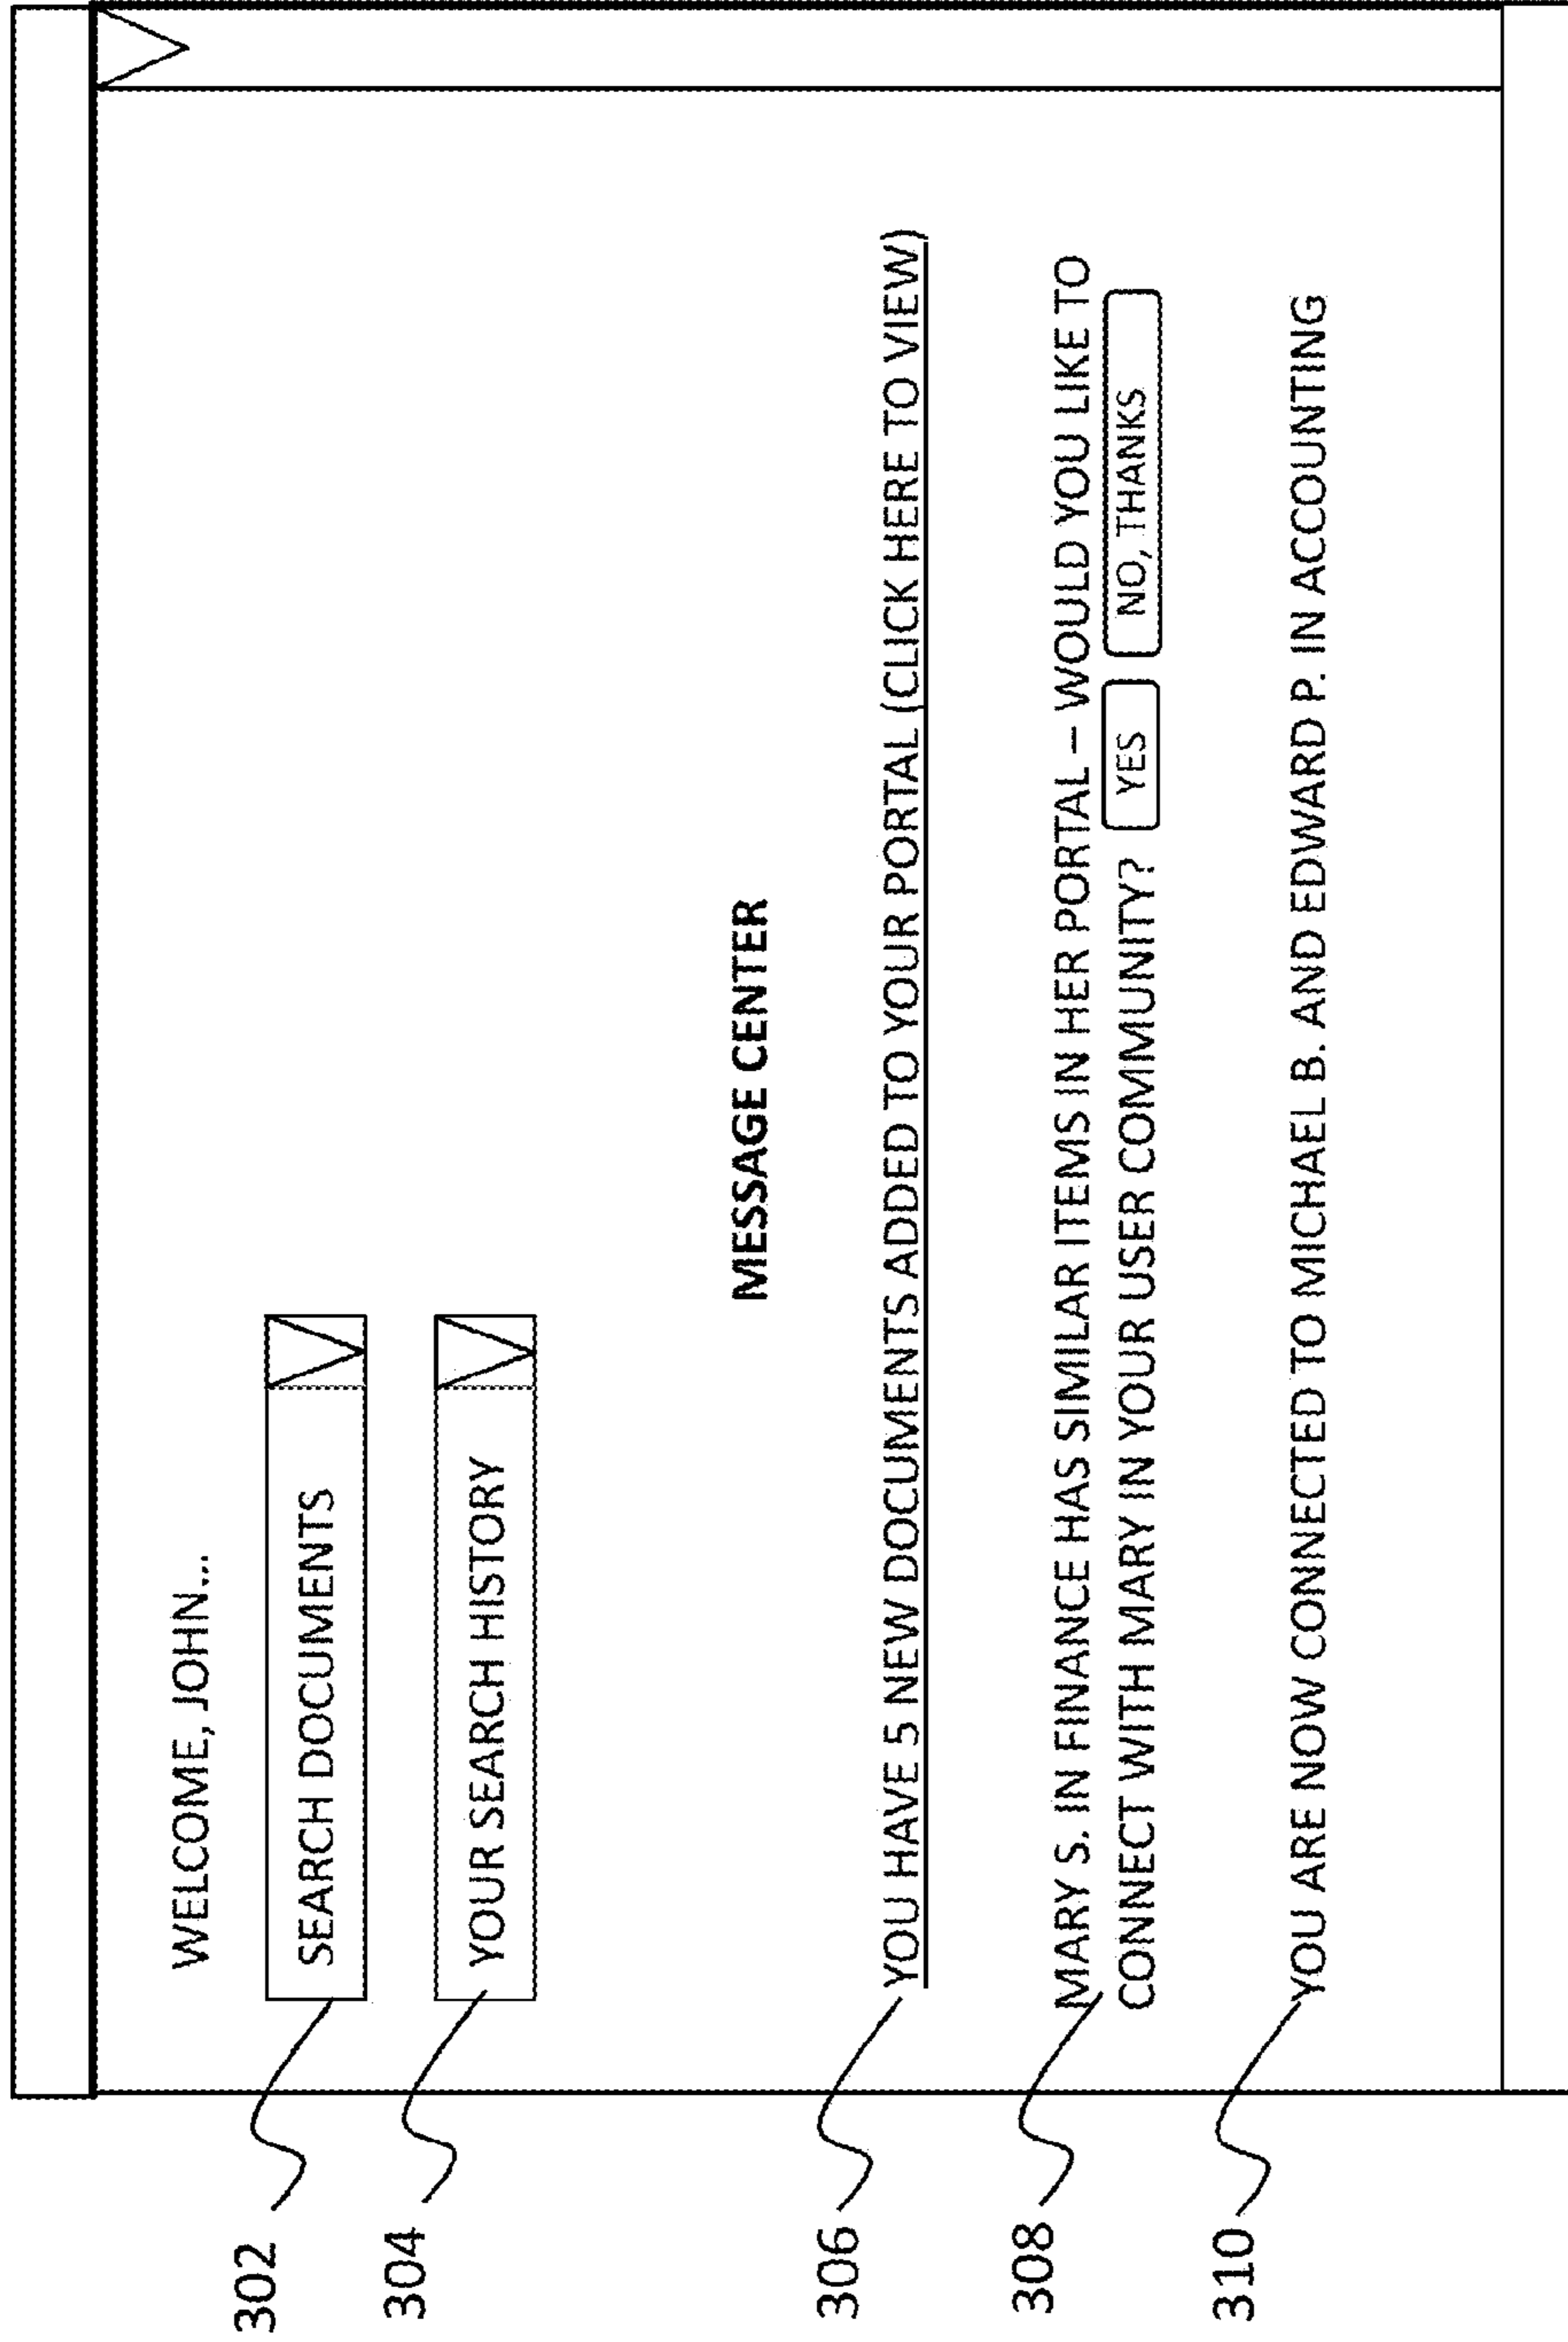 WELCOME, JOHN...
302
SEARCH DOCUMENTS
304
YOUR SEARCH HISTORY
MESSAGE CENTER
306
YOU HAVE 5 NEW DOCUMENTS ADDED TO YOUR PORTAL (CLICK HERE TO VIEW)
308
MARY S. IN FINANCE HAS SIMILAR ITEMS IN HER PORTAL – WOULD YOU LIKE TO
CONNECT WITH MARY IN YOUR USER COMMUNITY? YES NO, THANKS
310
YOU ARE NOW CONNECTED TO MICHAEL B. AND EDWARD P. IN ACCOUNTING